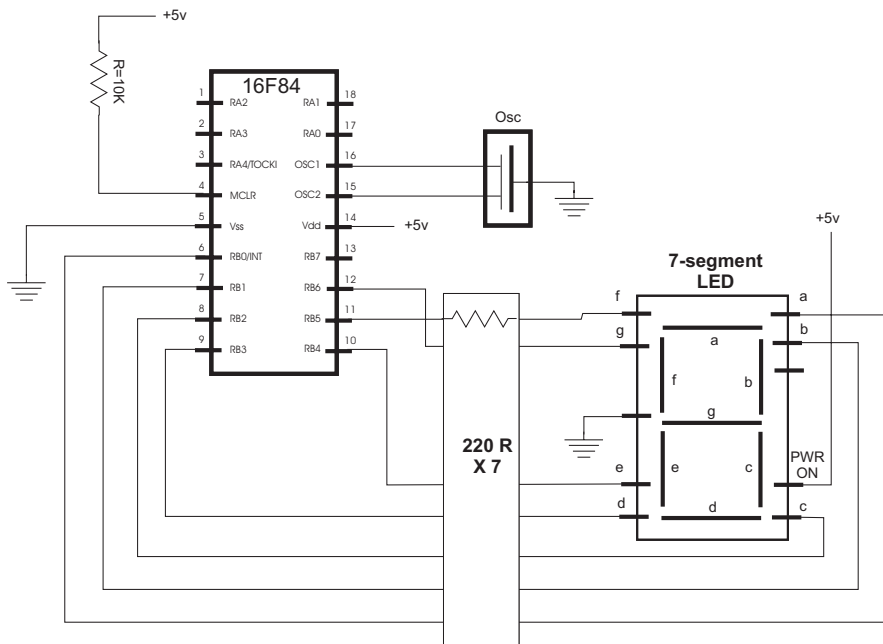 +5v
R=10K
16F84
1
RA2
RA1
18
2
RA3
RA0
17
3
RA4/TOCKI
OSC1
16
4
MCLR
OSC2
15
5
Vss
Vdd
14
+5v
6
RB0/INT
RB7
13
7
RB1
RB6
12
8
RB2
RB5
11
9
RB3
RB4
10
Osc
220 R
X 7
+5v
7-segment
LED
f
a
g
b
a
f
b
g
e
PWR
ON
e
c
d
d
c